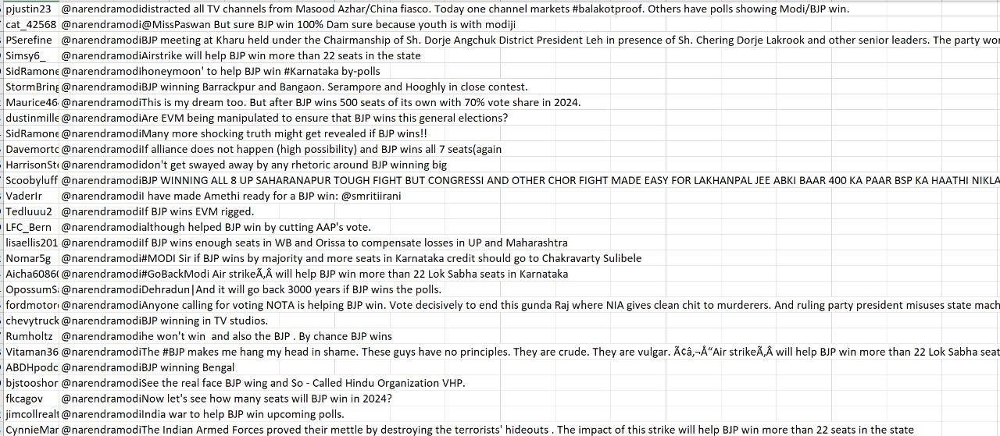 pjustin23 @narendramodidistracted all TV channels from Masood Azhar/China fiasco. Today one channel markets #balakotproof. Others have polls showing Modi/BJP win.
cat_42568 @narendramodi@MissPaswan But sure BJP win 100% Dam sure because youth is with modiji
PSerefine @narendramodiBJP meeting at Kharu held under the Chairmanship of Sh. Dorje Angchuk District President Leh in presence of Sh. Chering Dorje Lakrook and other senior leaders. The party wor
Simsy6_ @narendramodiAirstrike will help BJP win more than 22 seats in the state
SidRamone @narendramodihoneymoon' to help BJP win #Karnataka by-polls
StormBring @narendramodiBJP winning Barrackpur and Bangaon. Serampore and Hooghly in close contest.
Maurice46 @narendramodiThis is my dream too. But after BJP wins 500 seats of its own with 70% vote share in 2024.
dustinmille @narendramodiAre EVM being manipulated to ensure that BJP wins this general elections?
SidRamone @narendramodiMany more shocking truth might get revealed if BJP wins!!
Davemorto @narendramodiIf alliance does not happen (high possibility) and BJP wins all 7 seats(again
HarrisonSte @narendramodidon't get swayed away by any rhetoric around BJP winning big
Scoobyluff @narendramodiBJP WINNING ALL 8 UP SAHARANAPUR TOUGH FIGHT BUT CONGRESSI AND OTHER CHOR FIGHT MADE EASY FOR LAKHANPAL JEE ABKI BAAR 400 KA PAAR BSP KA HAATHI NIKLA
VaderIr @narendramodiI have made Amethi ready for a BJP win: @smritiirani
Tedluuu2 @narendramodiIf BJP wins EVM rigged.
LFC_Bern @narendramodialthough helped BJP win by cutting AAP's vote.
lisaellis201 @narendramodiIf BJP wins enough seats in WB and Orissa to compensate losses in UP and Maharashtra
Nomar5g @narendramodi#MODI Sir if BJP wins by majority and more seats in Karnataka credit should go to Chakravarty Sulibele
Aicha6086 @narendramodi#GoBackModi Air strikeÃ‚Â will help BJP win more than 22 Lok Sabha seats in Karnataka
OpossumSa @narendramodiDehradun|And it will go back 3000 years if BJP wins the polls.
fordmotor @narendramodiAnyone calling for voting NOTA is helping BJP win. Vote decisively to end this gunda Raj where NIA gives clean chit to murderers. And ruling party president misuses state mach
chevytruck @narendramodiBJP winning in TV studios.
Rumholtz @narendramodihe won't win  and also the BJP . By chance BJP wins
Vitaman36 @narendramodiThe #BJP makes me hang my head in shame. These guys have no principles. They are crude. They are vulgar. Ã¢â‚¬Å“Air strikeÃ‚Â will help BJP win more than 22 Lok Sabha seat
ABDHpodc @narendramodiBJP winning Bengal
bjstooshor @narendramodiSee the real face BJP wing and So - Called Hindu Organization VHP.
fkcagov @narendramodiNow let's see how many seats will BJP win in 2024?
jimcollrealt @narendramodiIndia war to help BJP win upcoming polls.
CynnieMar @narendramodiThe Indian Armed Forces proved their mettle by destroying the terrorists' hideouts . The impact of this strike will help BJP win more than 22 seats in the state